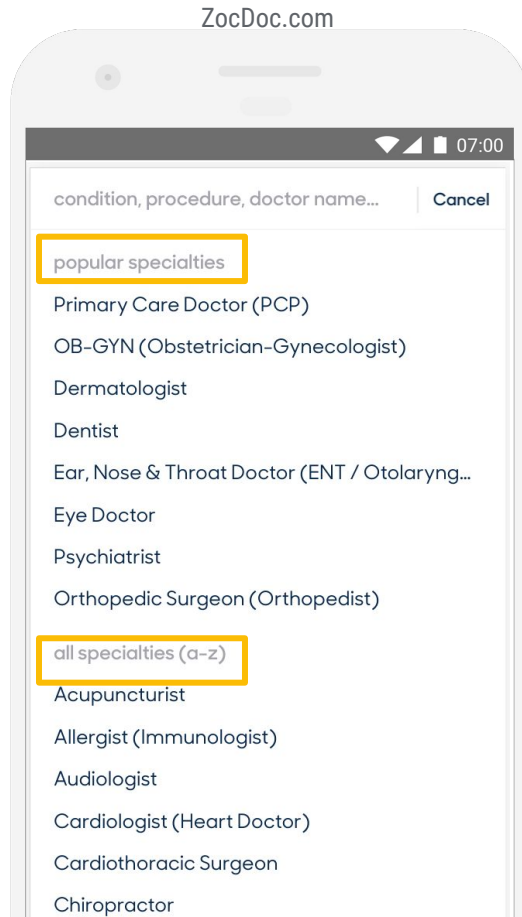 ZocDoc.com
07:00
condition, procedure, doctor name...
Cancel
popular specialties
Primary Care Doctor (PCP)
OB-GYN (Obstetrician-Gynecologist)
Dermatologist
Dentist
Ear, Nose & Throat Doctor (ENT / Otolaryng...
Eye Doctor
Psychiatrist
Orthopedic Surgeon (Orthopedist)
all specialties (a-z)
Acupuncturist
Allergist (Immunologist)
Audiologist
Cardiologist (Heart Doctor)
Cardiothoracic Surgeon
Chiropractor